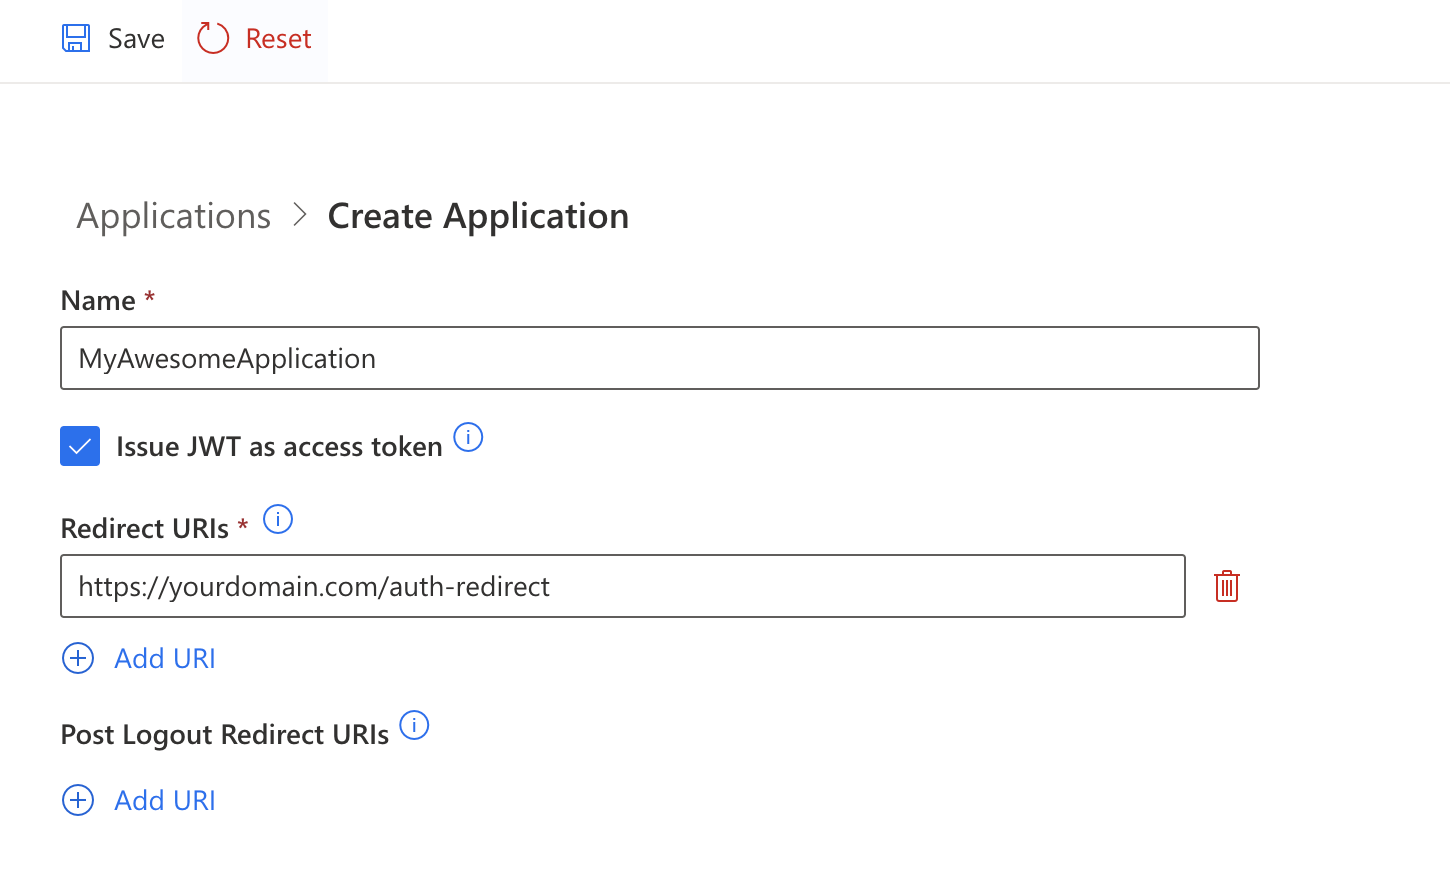 Save Reset
Applications > Create Application
Name *
MyAwesomeApplication
Issue JWT as access token
Redirect URIs *
https://yourdomain.com/auth-redirect
Add URI
Post Logout Redirect URIs
Add URI